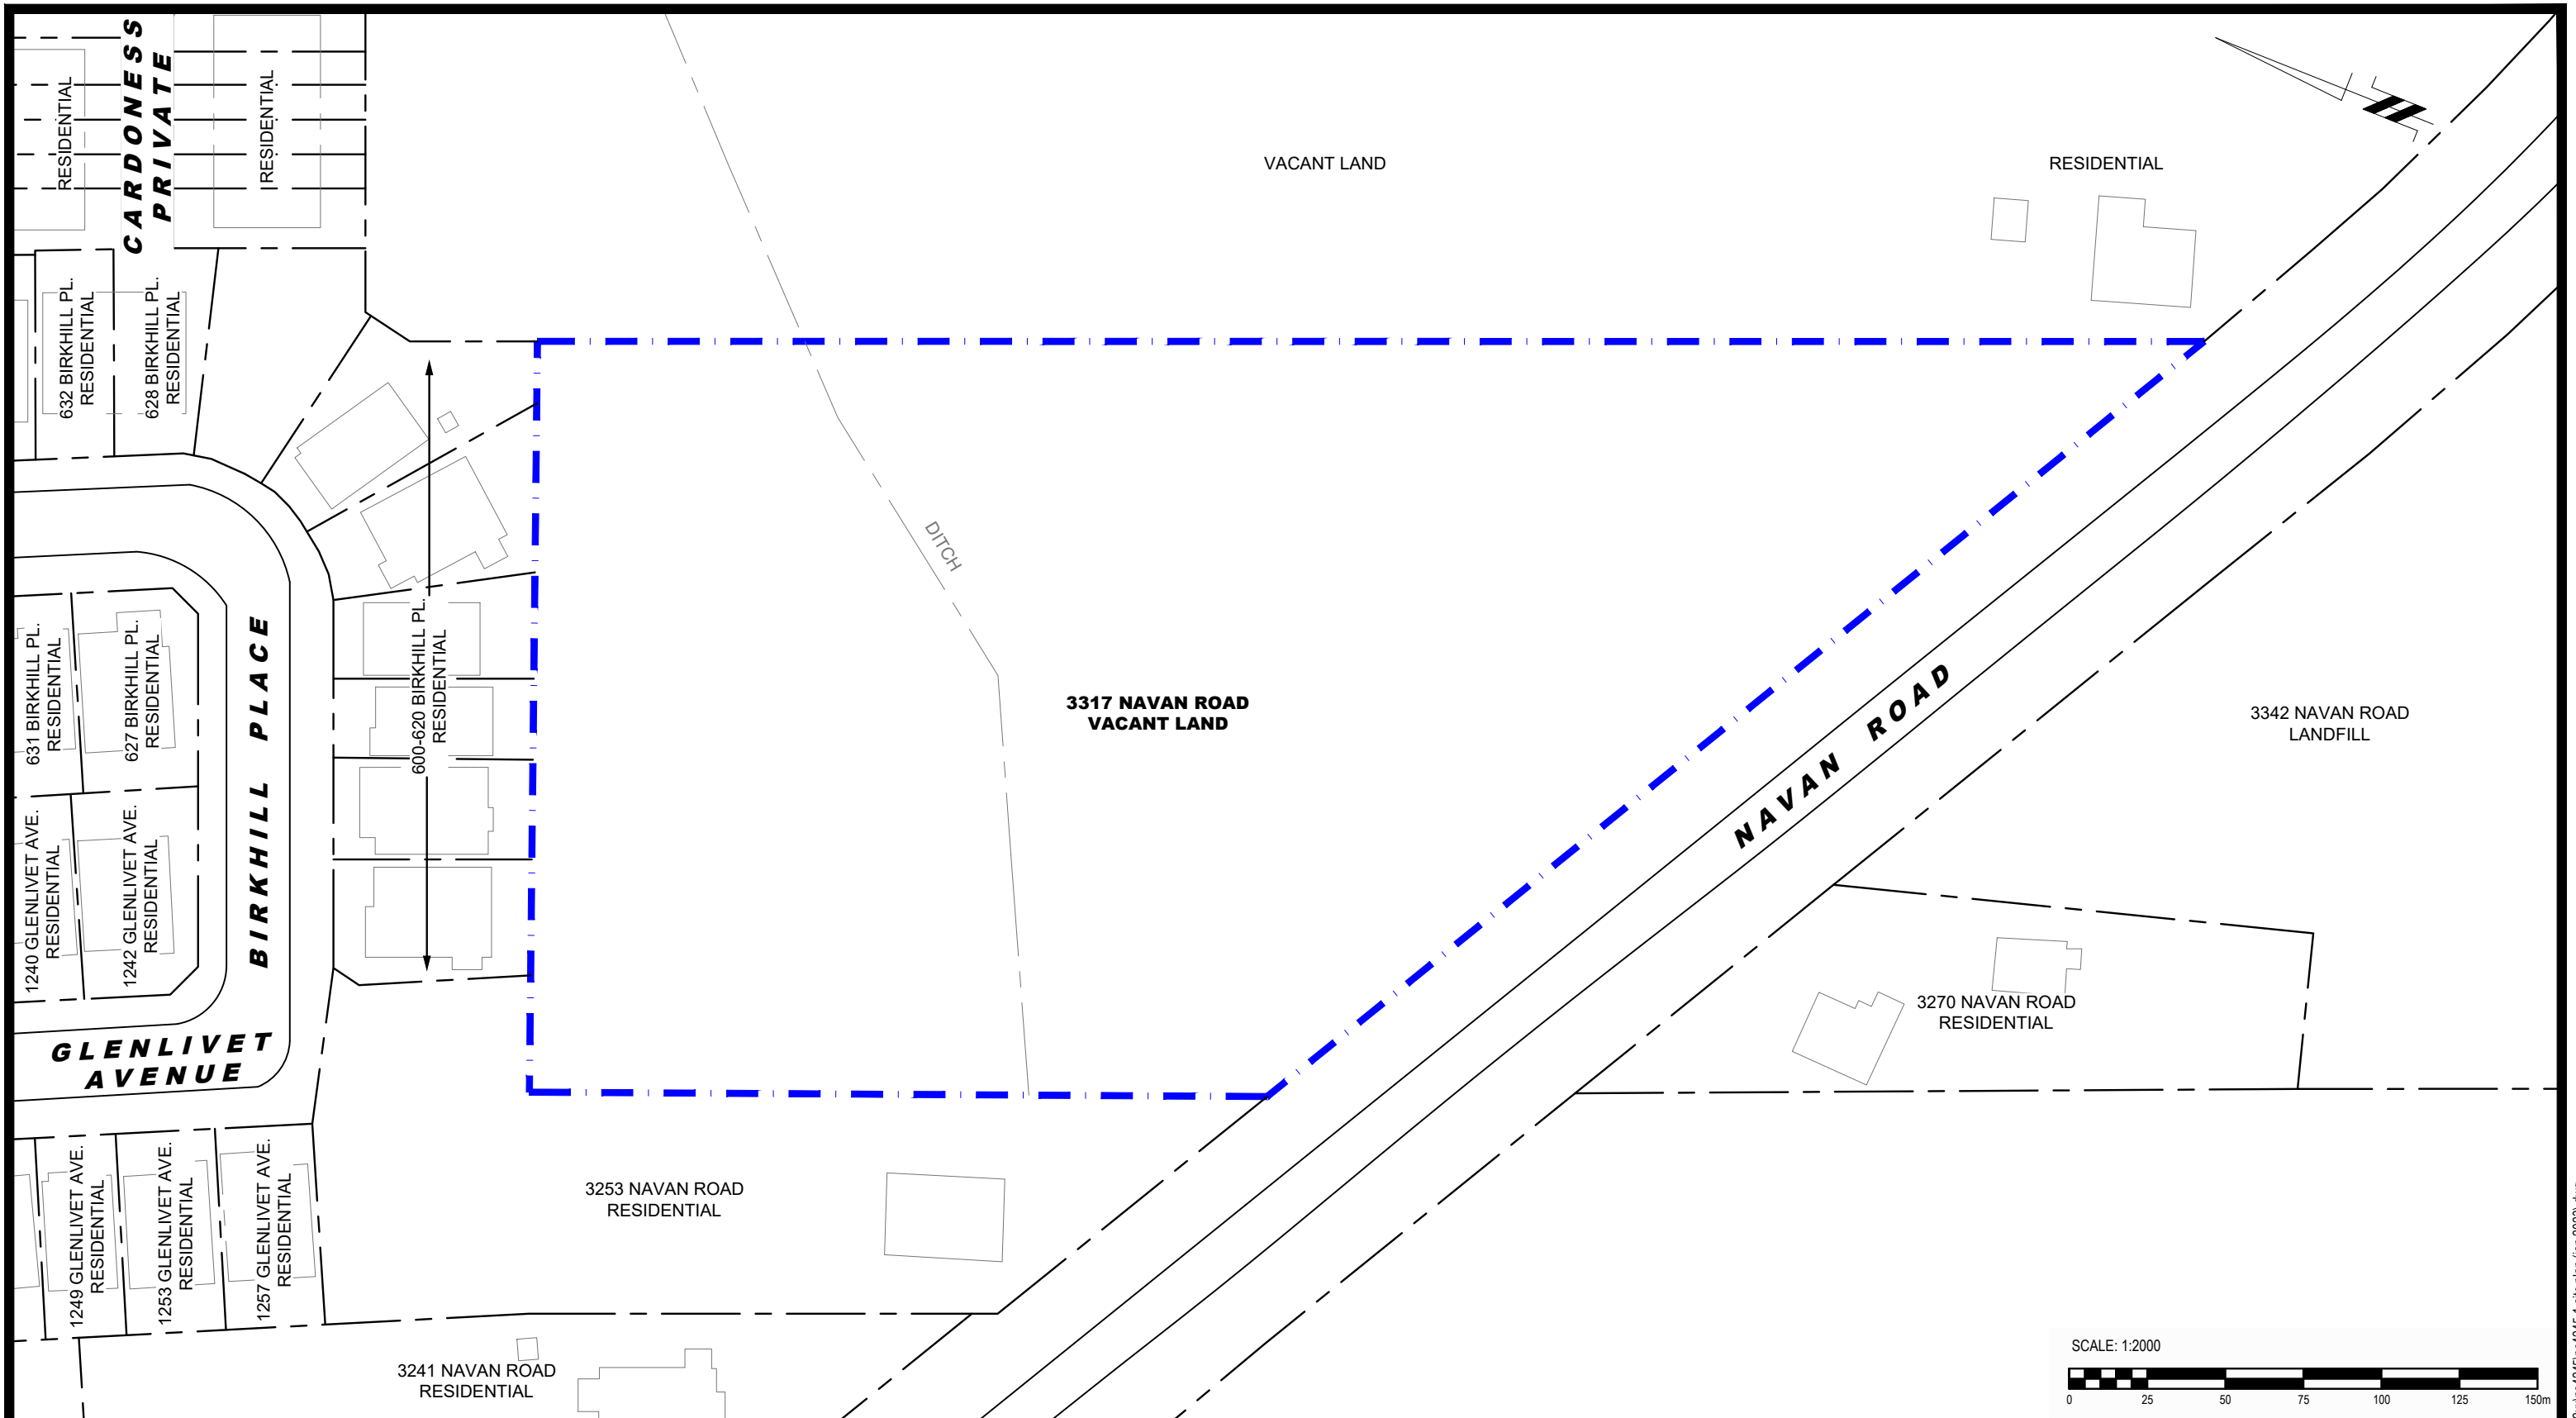 CARDONESS
PRIVATE
RESIDENTIAL
RESIDENTIAL
VACANT LAND
RESIDENTIAL
632 BIRKHILL PL.
RESIDENTIAL
628 BIRKHILL PL.
RESIDENTIAL
DITCH
600-620 BIRKHILL PL.
RESIDENTIAL
631 BIRKHILL PL.
RESIDENTIAL
627 BIRKHILL PL.
RESIDENTIAL
BIRKHILL PLACE
3317 NAVAN ROAD
VACANT LAND
NAVAN ROAD
3342 NAVAN ROAD
LANDFILL
1240 GLENLIVET AVE.
RESIDENTIAL
1242 GLENLIVET AVE.
RESIDENTIAL
3270 NAVAN ROAD
RESIDENTIAL
GLENLIVET
AVENUE
1249 GLENLIVET AVE.
RESIDENTIAL
1253 GLENLIVET AVE.
RESIDENTIAL
1257 GLENLIVET AVE.
RESIDENTIAL
3253 NAVAN ROAD
RESIDENTIAL
3241 NAVAN ROAD
RESIDENTIAL
SCALE: 1:2000
0 25 50 75 100 125 150m